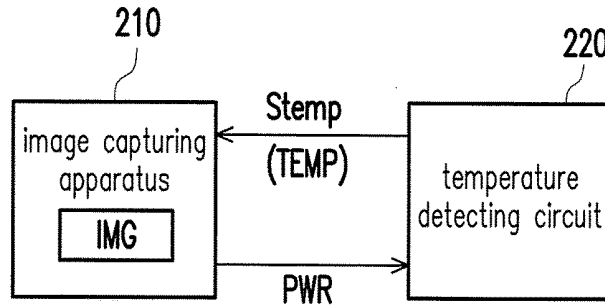 210
220
image capturing
apparatus
IMG
Stemp
(TEMP)
PWR
temperature
detecting circuit